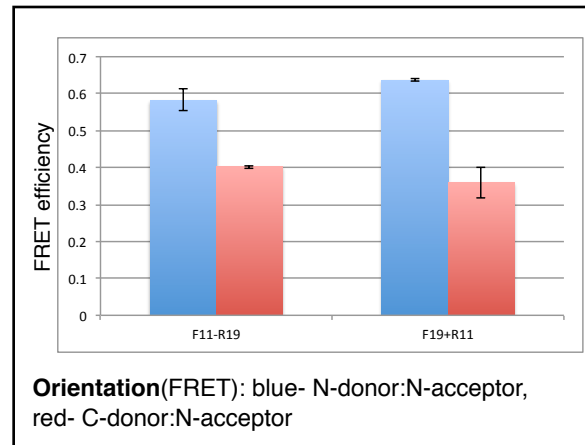 0.7
0.6
0.5
0.4
0.3
0.2
0.1
0
FRET efficiency
F11-R19
F19+R11
Orientation(FRET): blue- N-donor:N-acceptor,
red- C-donor:N-acceptor